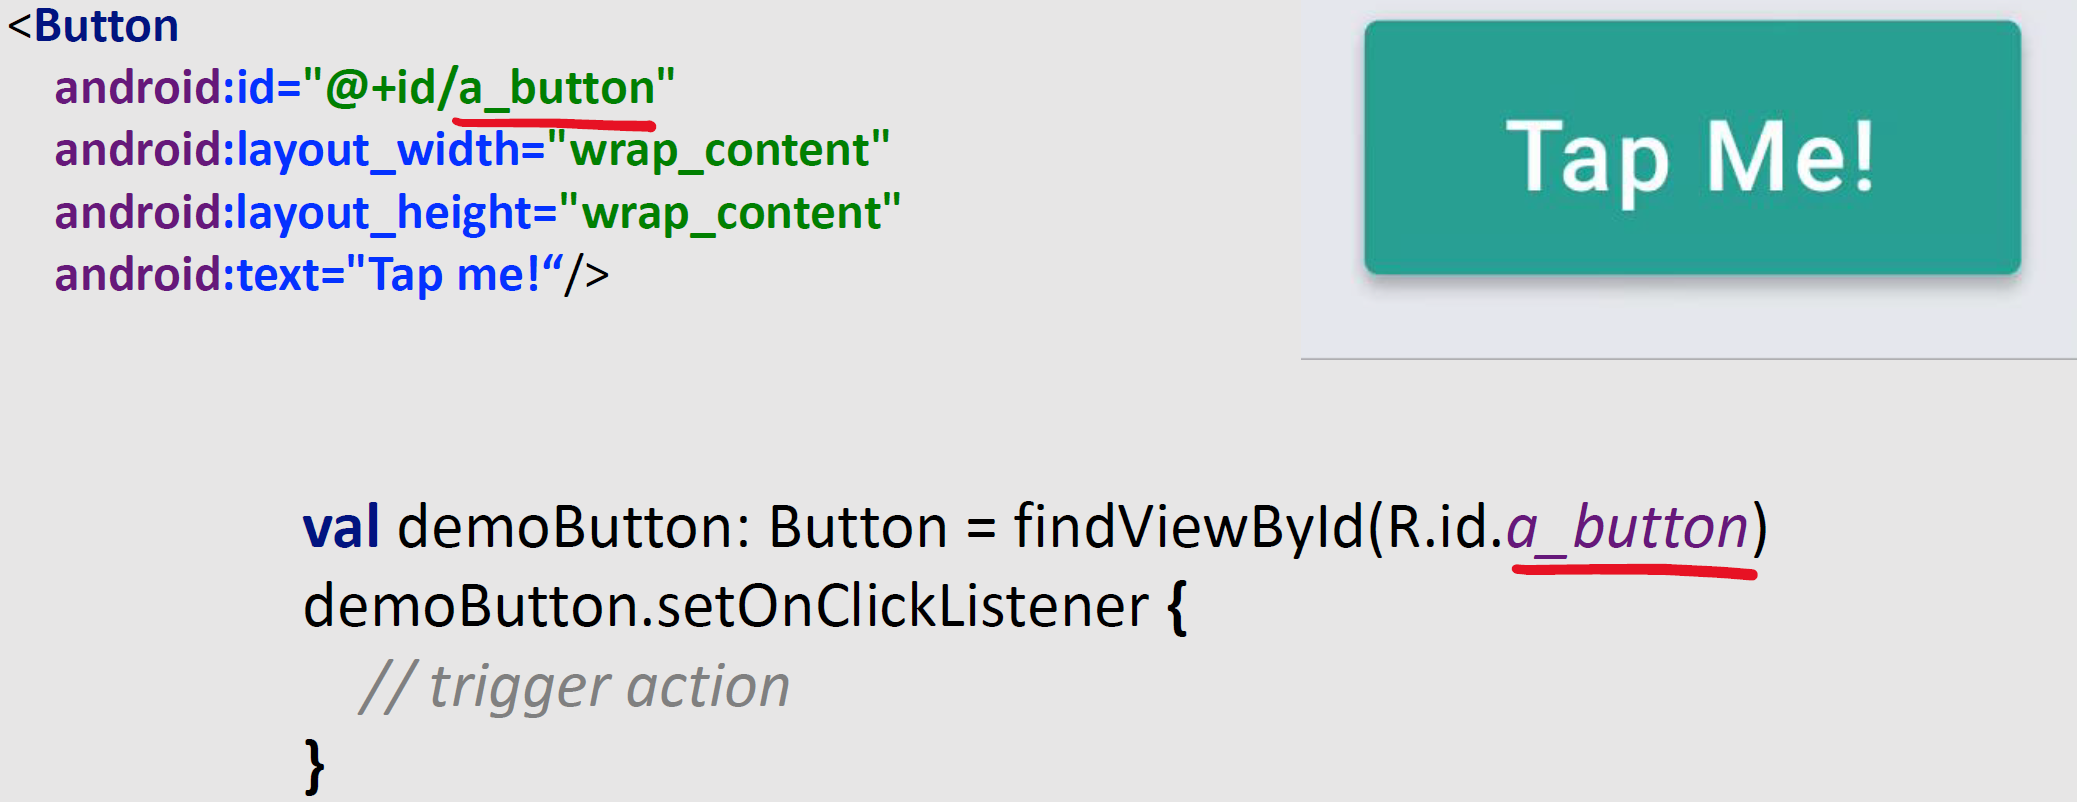 <Button
android:id="@+id/a_button"
android:layout_width="wrap_content"
android:layout_height="wrap_content"
android:text="Tap me!“/>
Tap Me!
val demoButton: Button = findViewById(R.id.a_button)
demoButton.setOnClickListener {
// trigger action
}